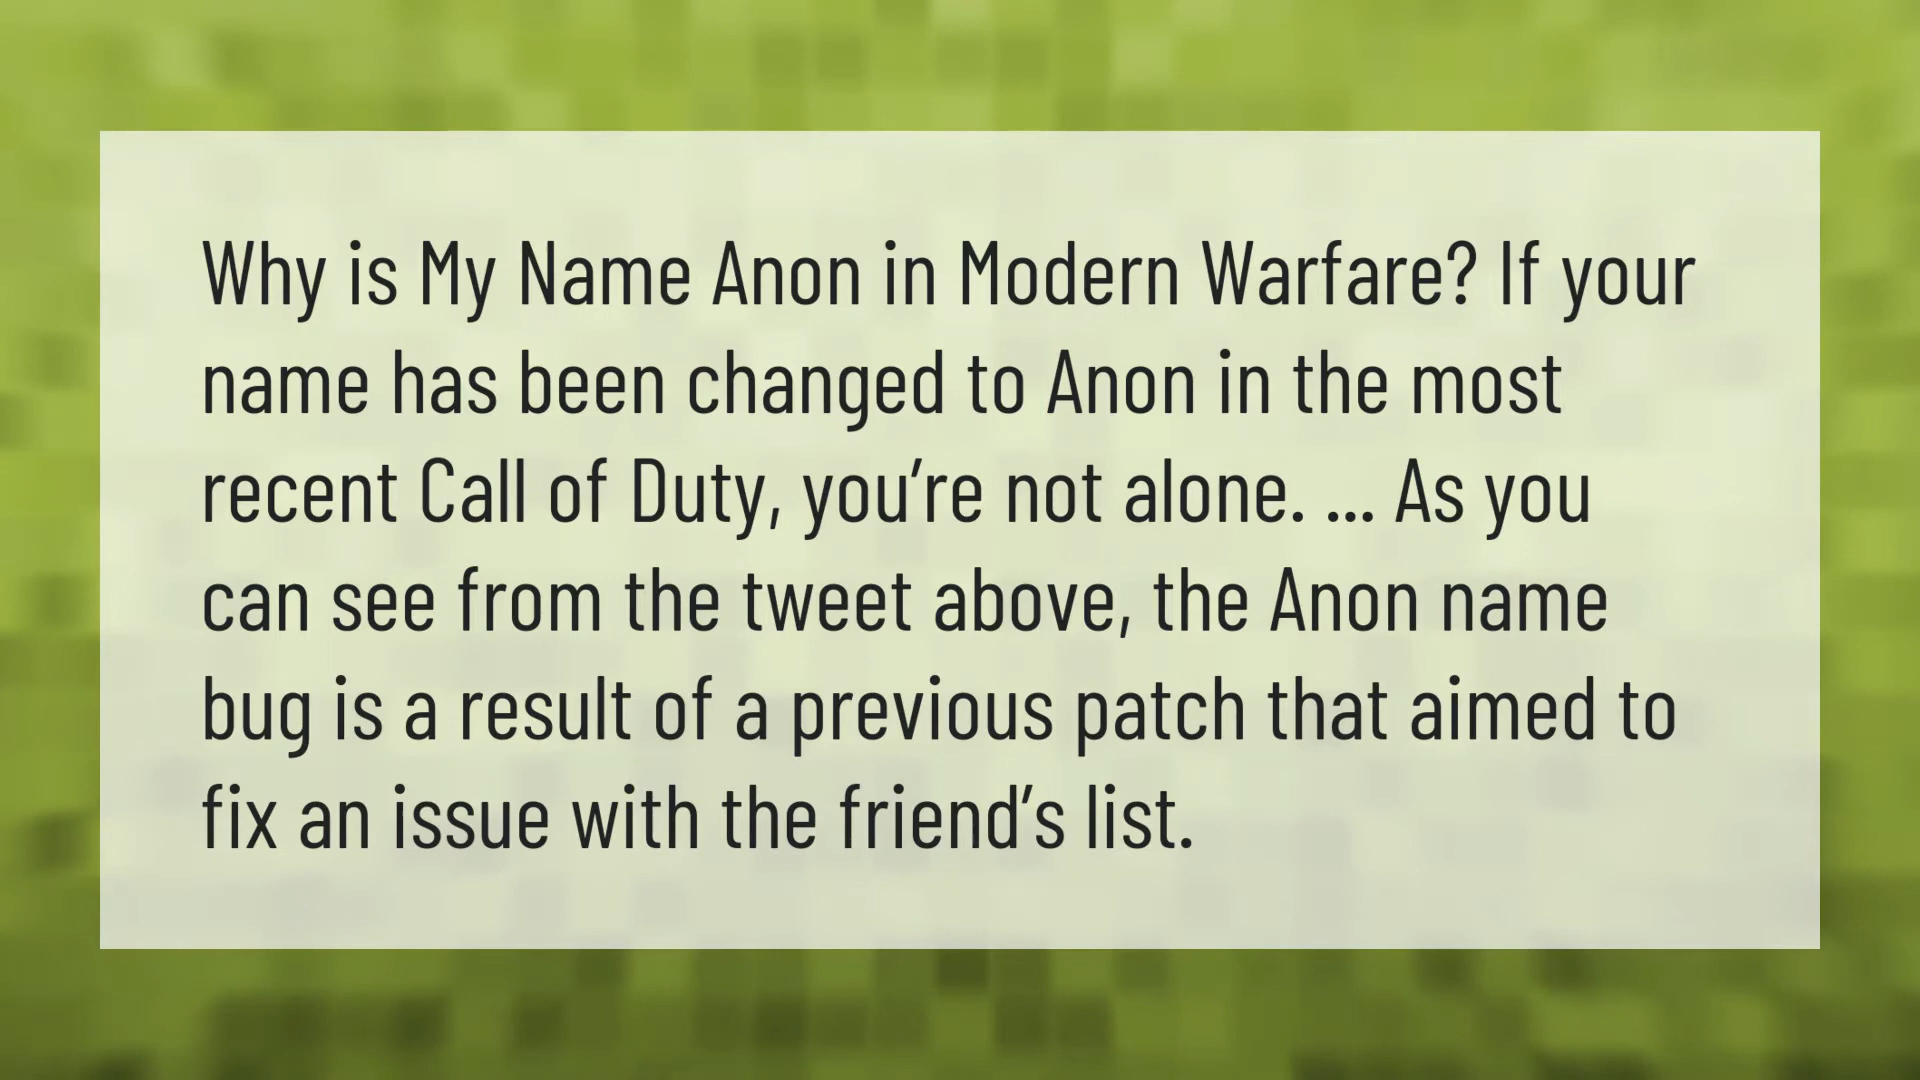 Why is My Name Anon in Modern Warfare? If your
name has been changed to Anon in the most
recent Call of Duty, you’re not alone. ... As you
can see from the tweet above, the Anon name
bug is a result of a previous patch that aimed to
fix an issue with the friend’s list.